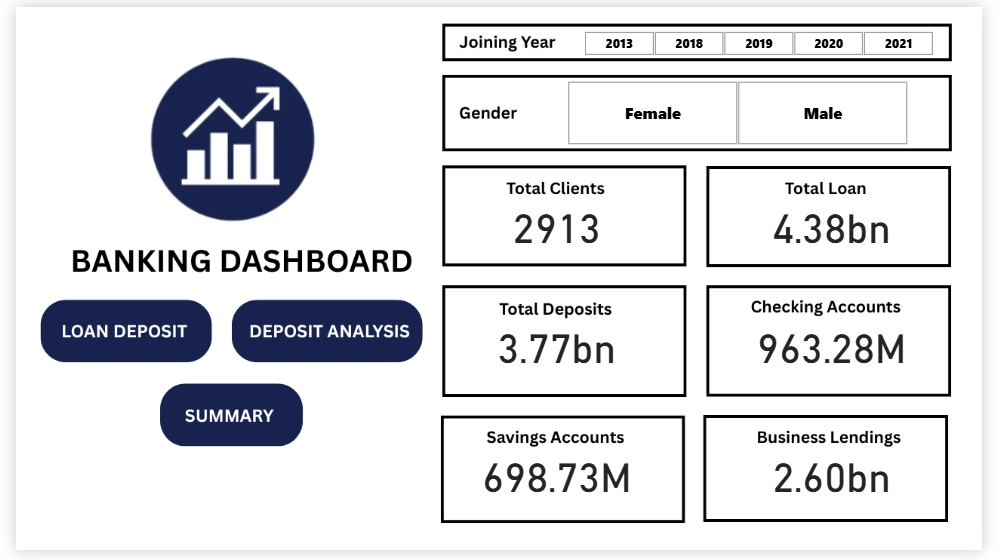 Joining Year 2013 2018 2019 2020 2021
Gender Female Male
BANKING DASHBOARD
LOAN DEPOSIT
DEPOSIT ANALYSIS
SUMMARY
Total Clients
2913
Total Loan
4.38bn
Total Deposits
3.77bn
Checking Accounts
963.28M
Savings Accounts
698.73M
Business Lendings
2.60bn